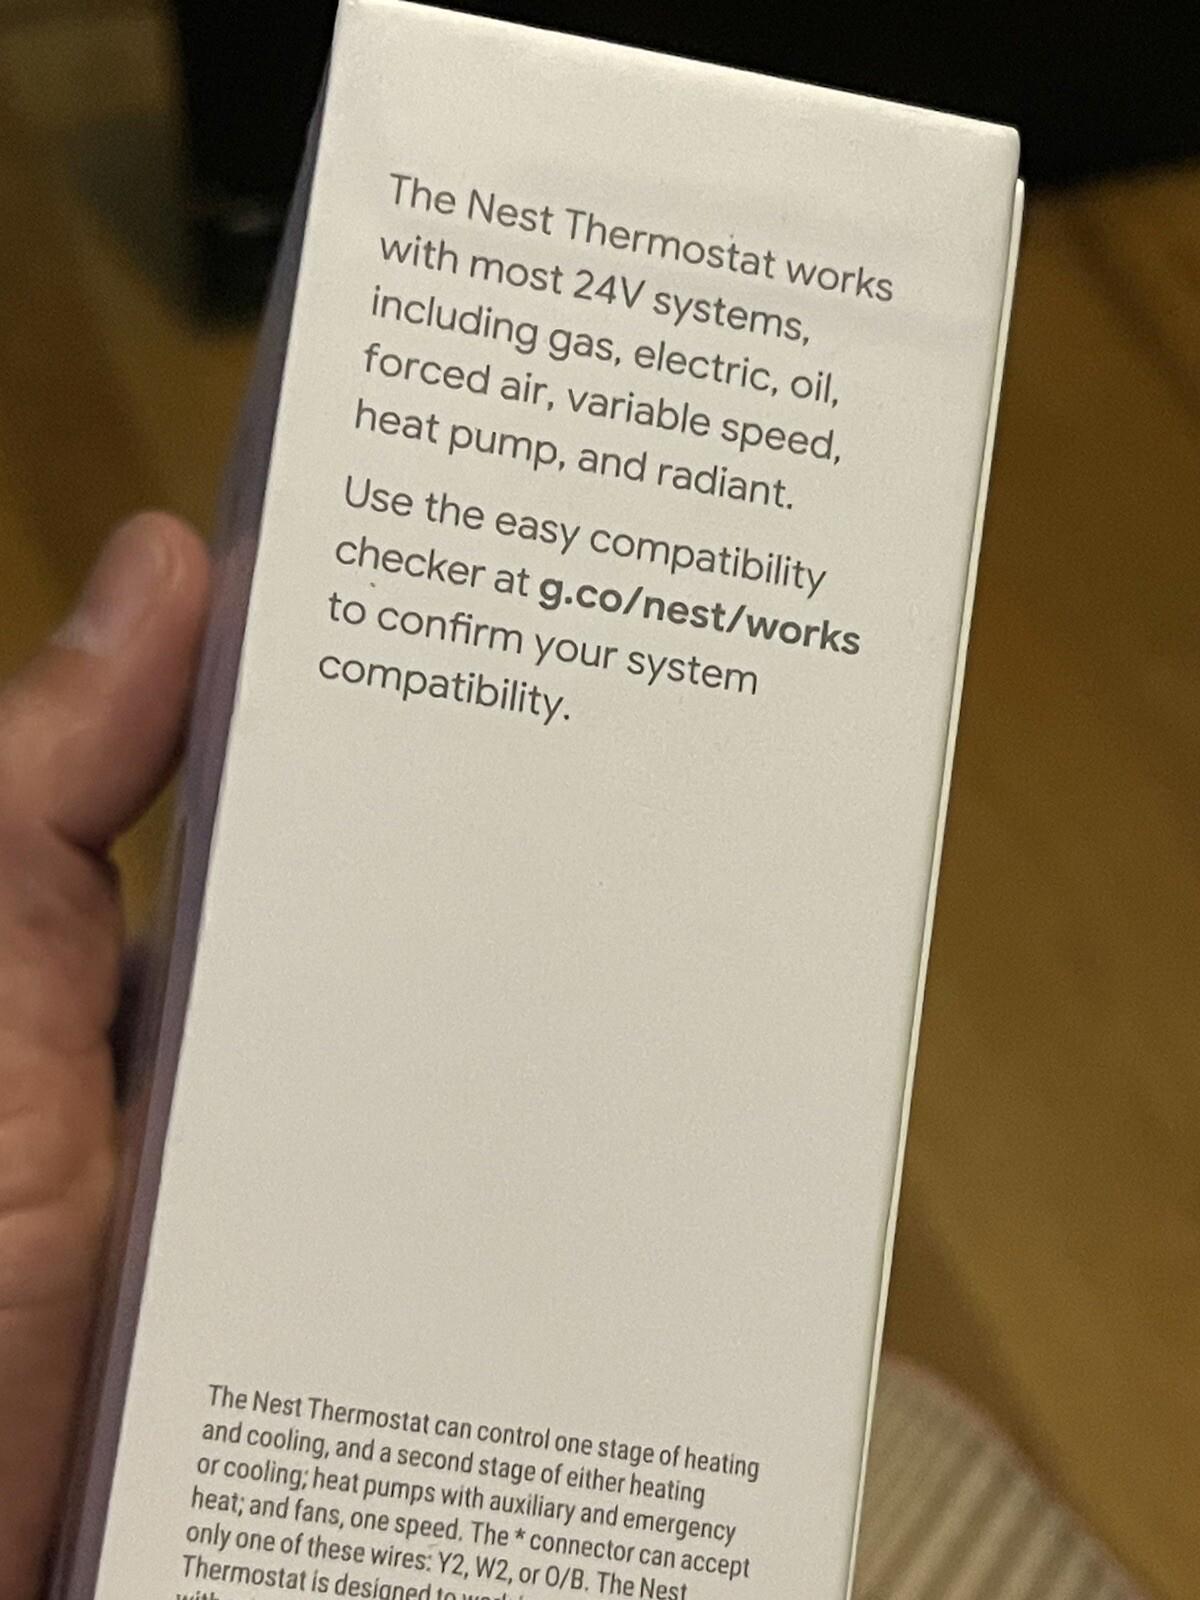 The Nest Thermostat works
with most 24V systems,
including gas, electric, oil,
forced air, variable speed,
heat pump, and radiant.
Use the easy compatibility
checker at g.co/nest/works
to confirm your system
compatibility.
The Nest Thermostat can control one stage of heating
and cooling, and a second stage of either heating
or cooling; heat pumps with auxiliary and emergency
heat; and fans, one speed. The * connector can accept
only one of these wires: Y2, W2, or O/B. The Nest
Thermostat is designed to